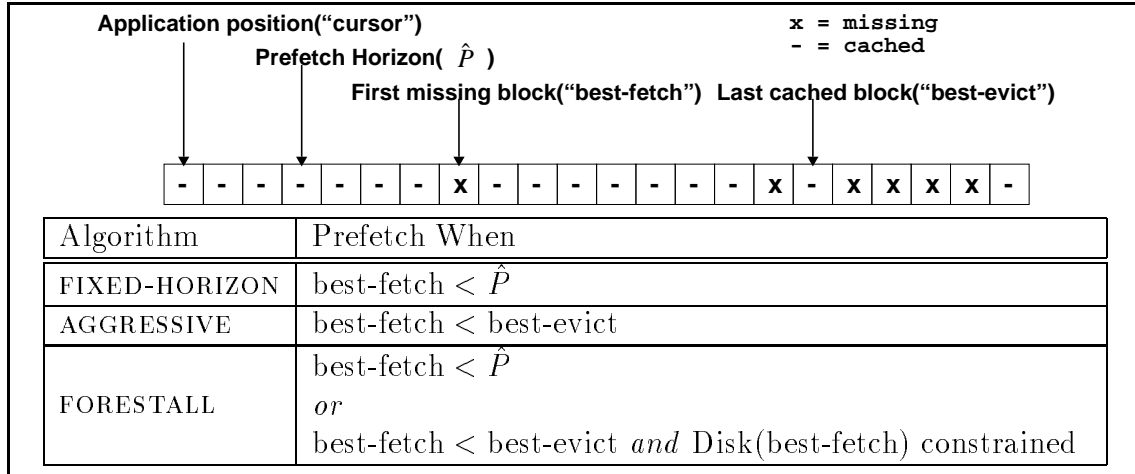 Application position(“cursor”)
x = missing
- = cached
Prefetch Horizon( P̂ )
First missing block(“best-fetch”) Last cached block(“best-evict”)
- - - - - - - x - - - - - - - x - x x x x -
Algorithm Prefetch When
FIXED-HORIZON best-fetch < P̂
AGGRESSIVE best-fetch < best-evict
FORESTALL best-fetch < P̂
or
best-fetch < best-evict and Disk(best-fetch) constrained